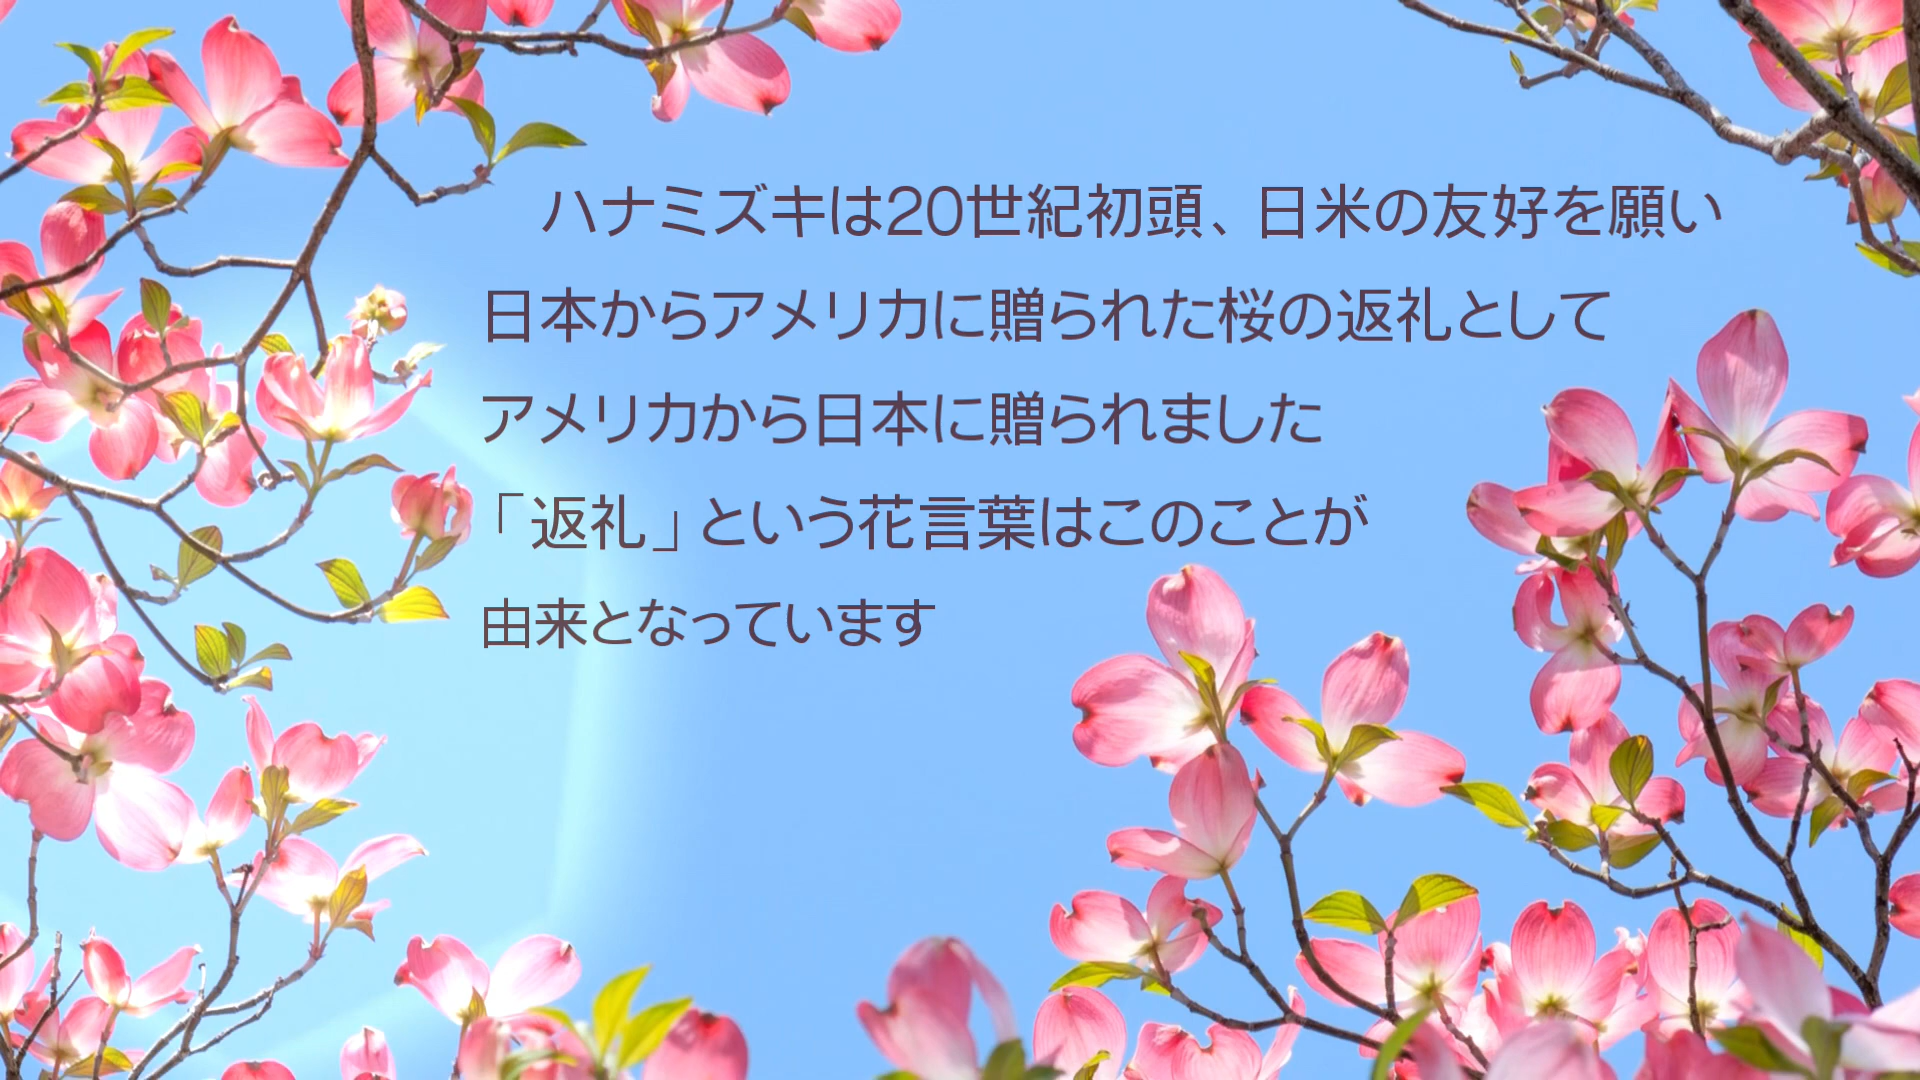 ハナミズキは20世紀初頭、日米の友好を願い
日本からアメリカに贈られた桜の返礼として
アメリカから日本に贈られました
「返礼」という花言葉はこのことが
由来となっています